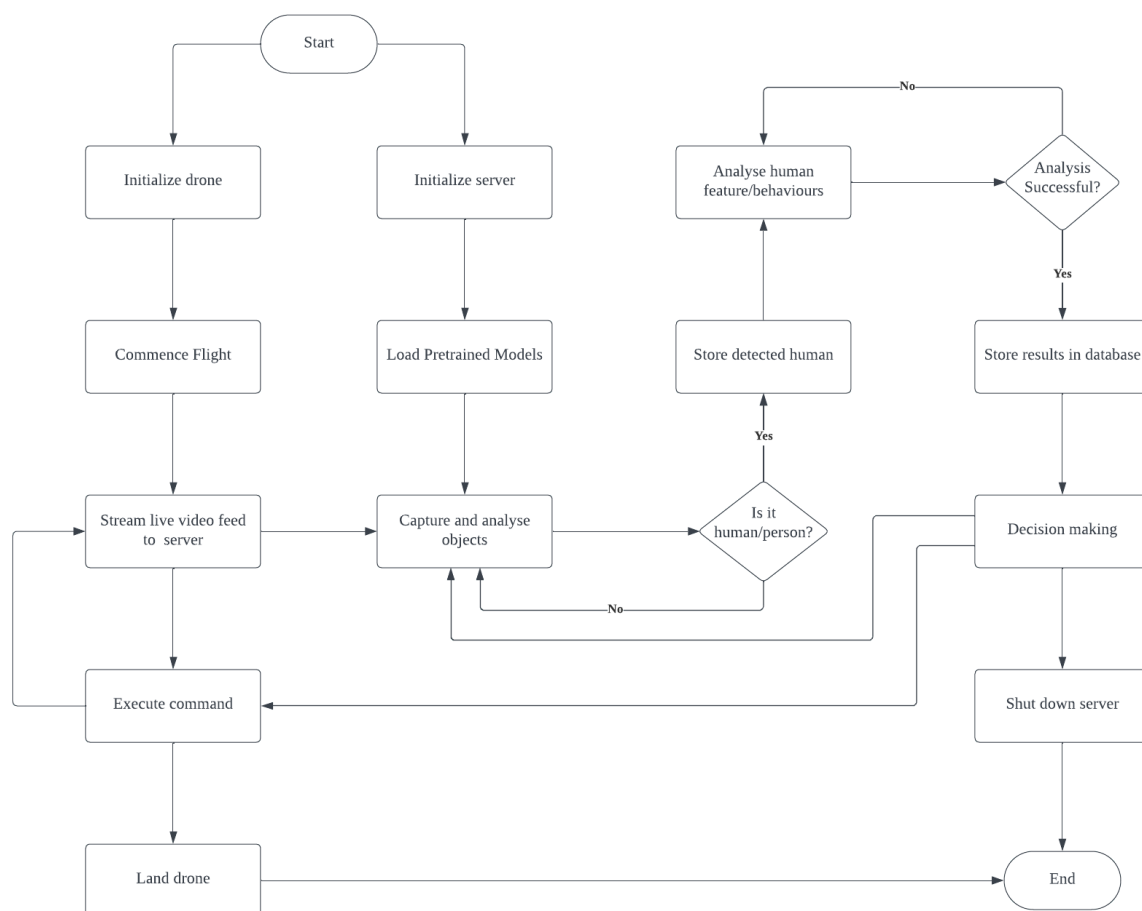 Start
No
Initialize drone
Initialize server
Analyse human
feature/behaviours
Analysis
Successful?
Yes
Commence Flight
Load Pretrained Models
Store detected human
Store results in database
Yes
Stream live video feed
to server
Capture and analyse
objects
Is it
human/person?
Decision making
No
Execute command
Shut down server
Land drone
End